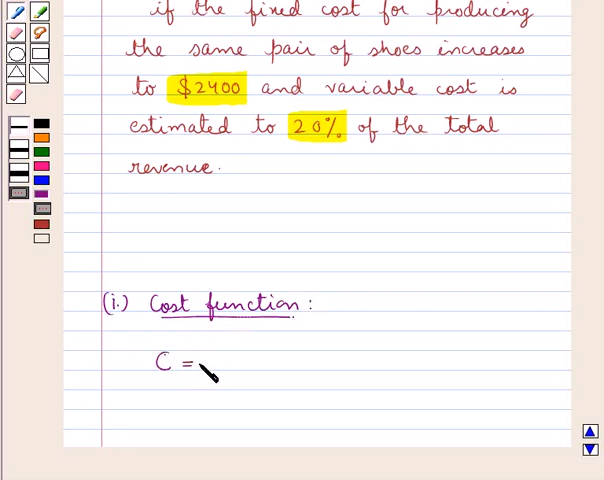 if the fixed cost for producing
the same pair of shoes increases
to $2400 and variable cost is
estimated to 20% of the total
revenue.
(i.) Cost function :
C =